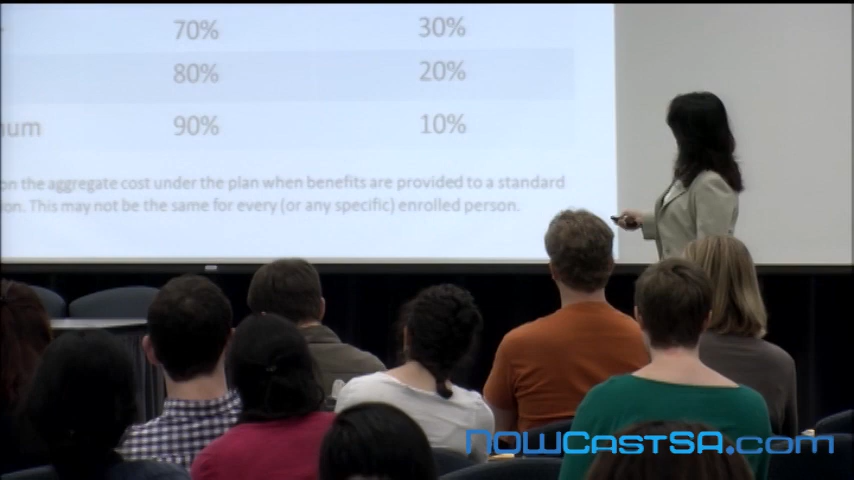 70% 30%
80% 20%
num 90% 10%
on the aggregate cost under the plan when benefits are provided to a standard
ion. This may not be the same for every (or any specific) enrolled person.
NOWCASTSA.com